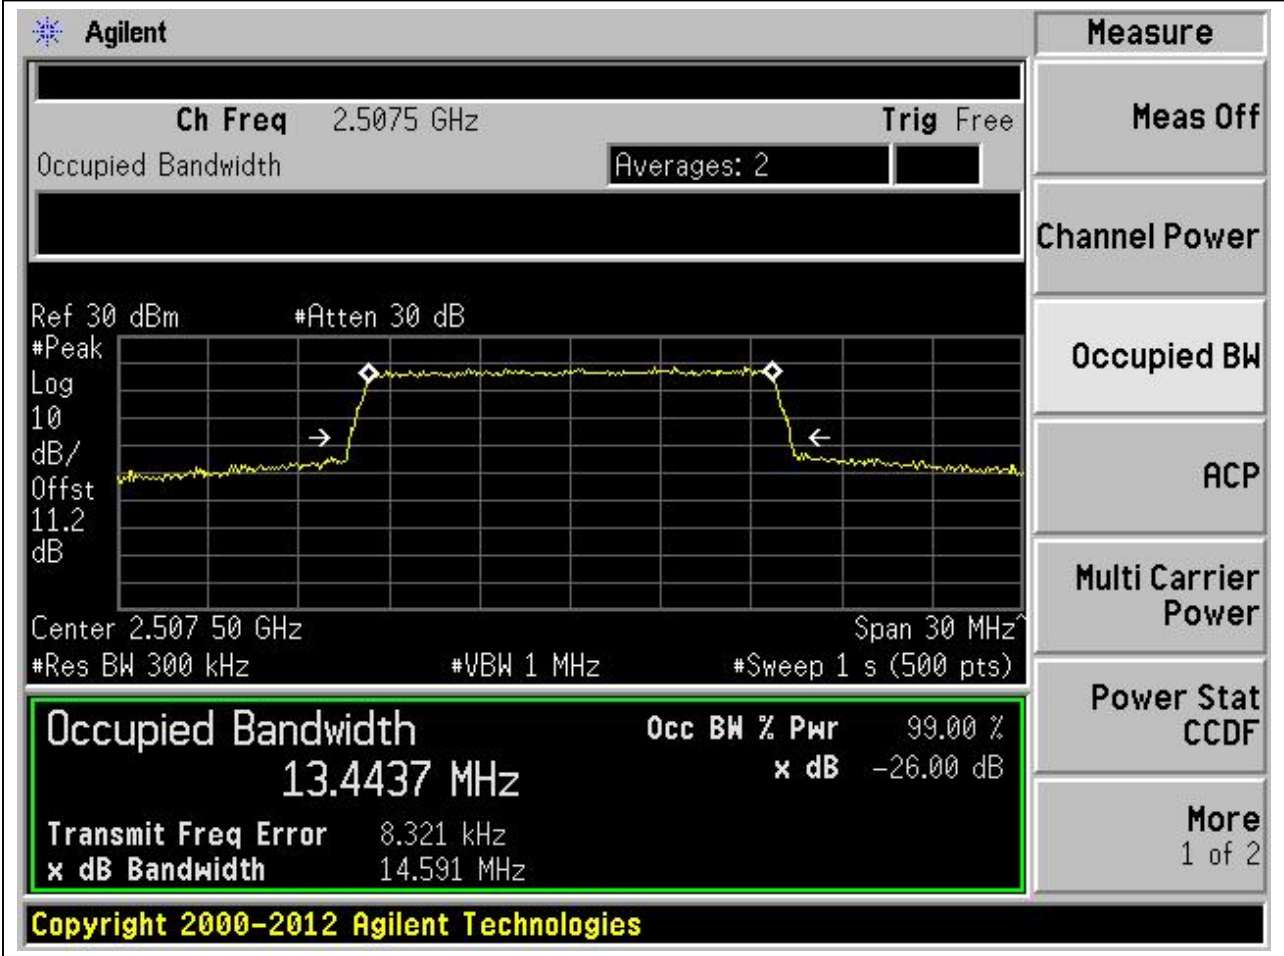 Agilent
Measure
Ch Freq 2.5075 GHz Trig Free
Meas Off
Occupied Bandwidth Averages: 2
Channel Power
Ref 30 dBm #Atten 30 dB
#Peak
Log
10
dB/
Offst
11.2
dB
Occupied BW
ACP
Center 2.507 50 GHz Span 30 MHz^
#Res BW 300 kHz #VBW 1 MHz #Sweep 1 s (500 pts)
Multi Carrier
Power
Occupied Bandwidth Occ BW % Pwr 99.00 %
13.4437 MHz x dB -26.00 dB
Power Stat
CCDF
Transmit Freq Error 8.321 kHz
x dB Bandwidth 14.591 MHz
More
1 of 2
Copyright 2000-2012 Agilent Technologies